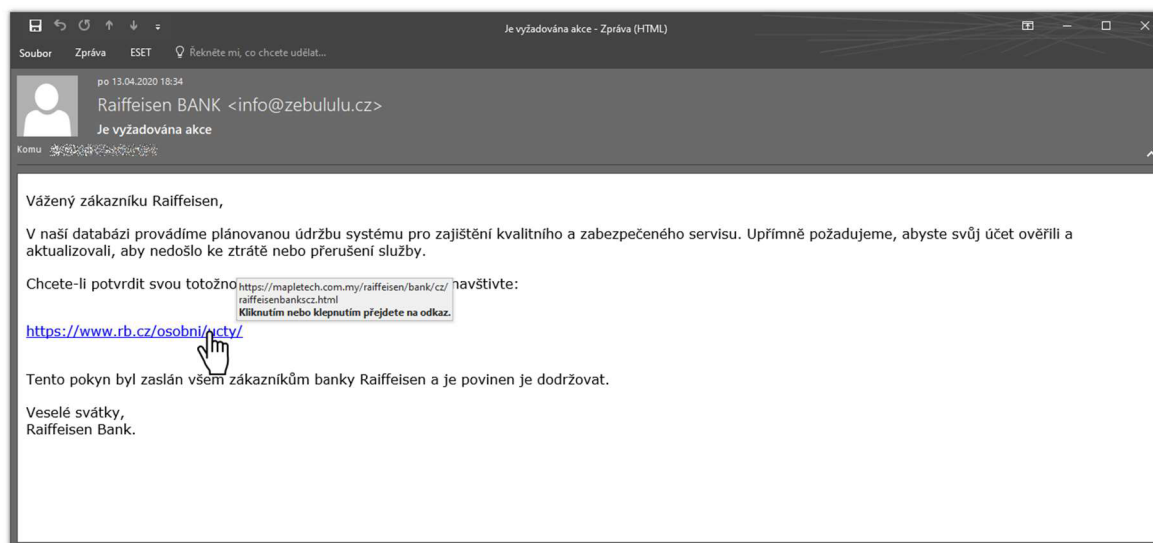 Je vyžadována akce - Zpráva (HTML)
Soubor Zpráva ESET Řekněte mi, co chcete udělat...
po 13.04.2020 18:34
Raiffeisen BANK <info@zebululu.cz>
Je vyžadována akce
Komu
Vážený zákazníku Raiffeisen,
V naší databázi provádíme plánovanou údržbu systému pro zajištění kvalitního a zabezpečeného servisu. Upřímně požadujeme, abyste svůj účet ověřili a
aktualizovali, aby nedošlo ke ztrátě nebo přerušení služby.
Chcete-li potvrdit svou totožno navštivte:
https://mapletech.com.my/raiffeisen/bank/cz/
raiffeisenbankscz.html
Kliknutím nebo klepnutím přejdete na odkaz.
https://www.rb.cz/osobni/ucty/
Tento pokyn byl zaslán všem zákazníkům banky Raiffeisen a je povinen je dodržovat.
Veselé svátky,
Raiffeisen Bank.